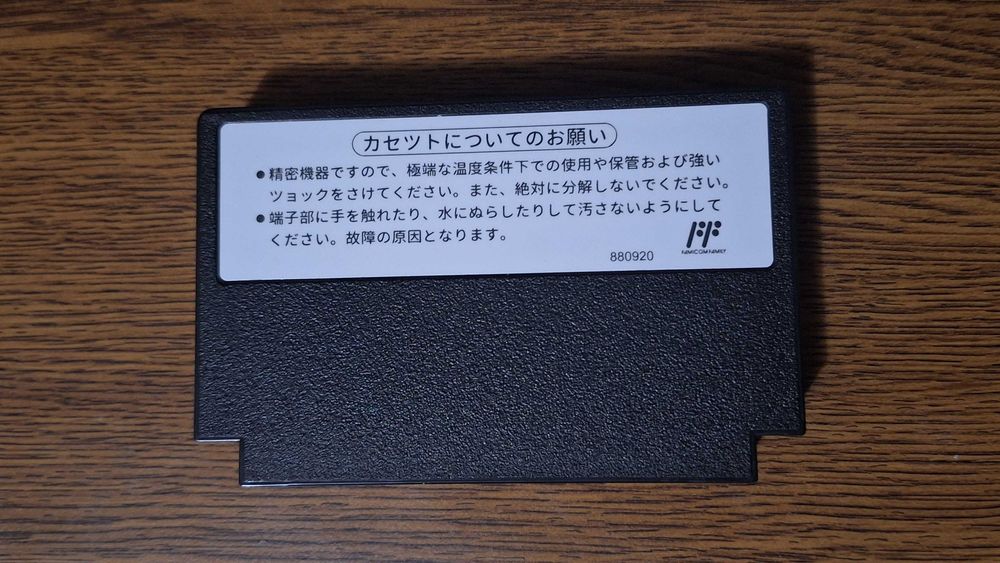 カセツトについてのお願い
●精密機器ですので、極端な温度条件下での使用や保管および強い
ツョックをさけてください。また、絶対に分解しないでください。
●端子部に手を触れたり、水にぬらしたりして汚さないようにして
ください。故障の原因となります。
880920
FAMICOM FAMILY